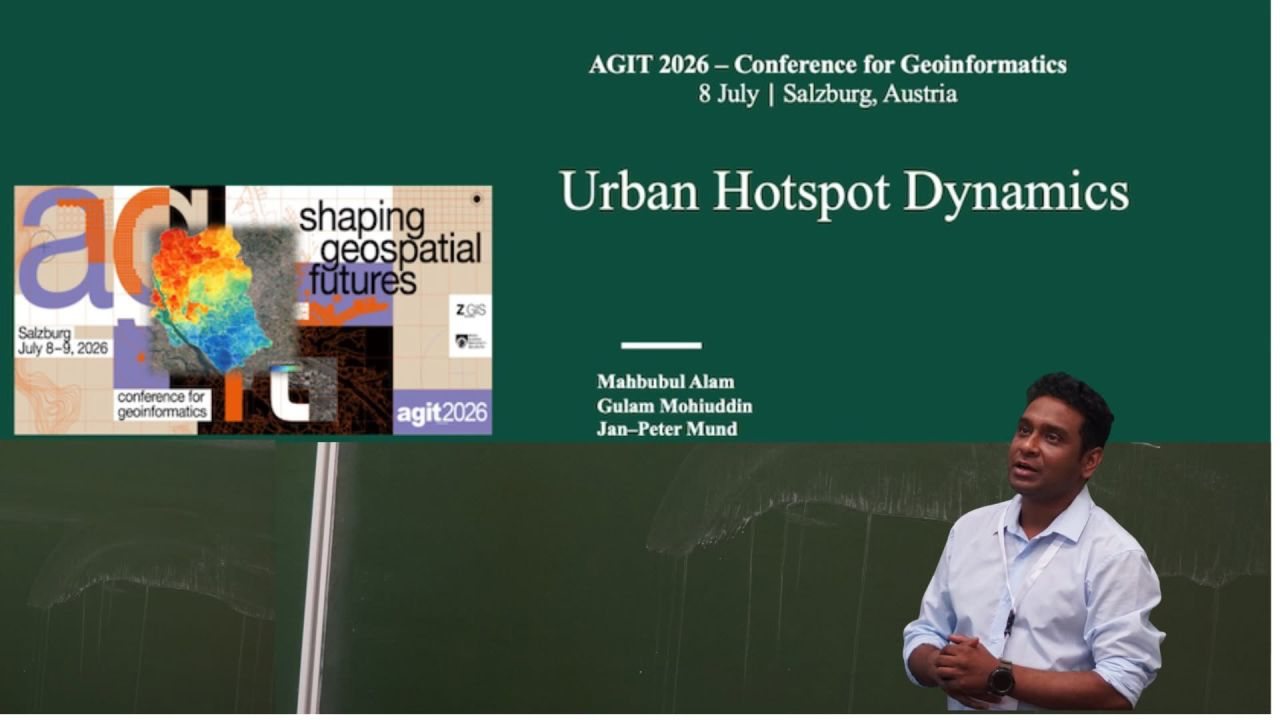 AGIT 2026 – Conference for Geoinformatics
8 July | Salzburg, Austria
Urban Hotspot Dynamics
shaping
geospatial
futures
Z_GIS
Salzburg
July 8–9, 2026
conference for
geoinformatics
agit2026
Mahbubul Alam
Gulam Mohiuddin
Jan–Peter Mund